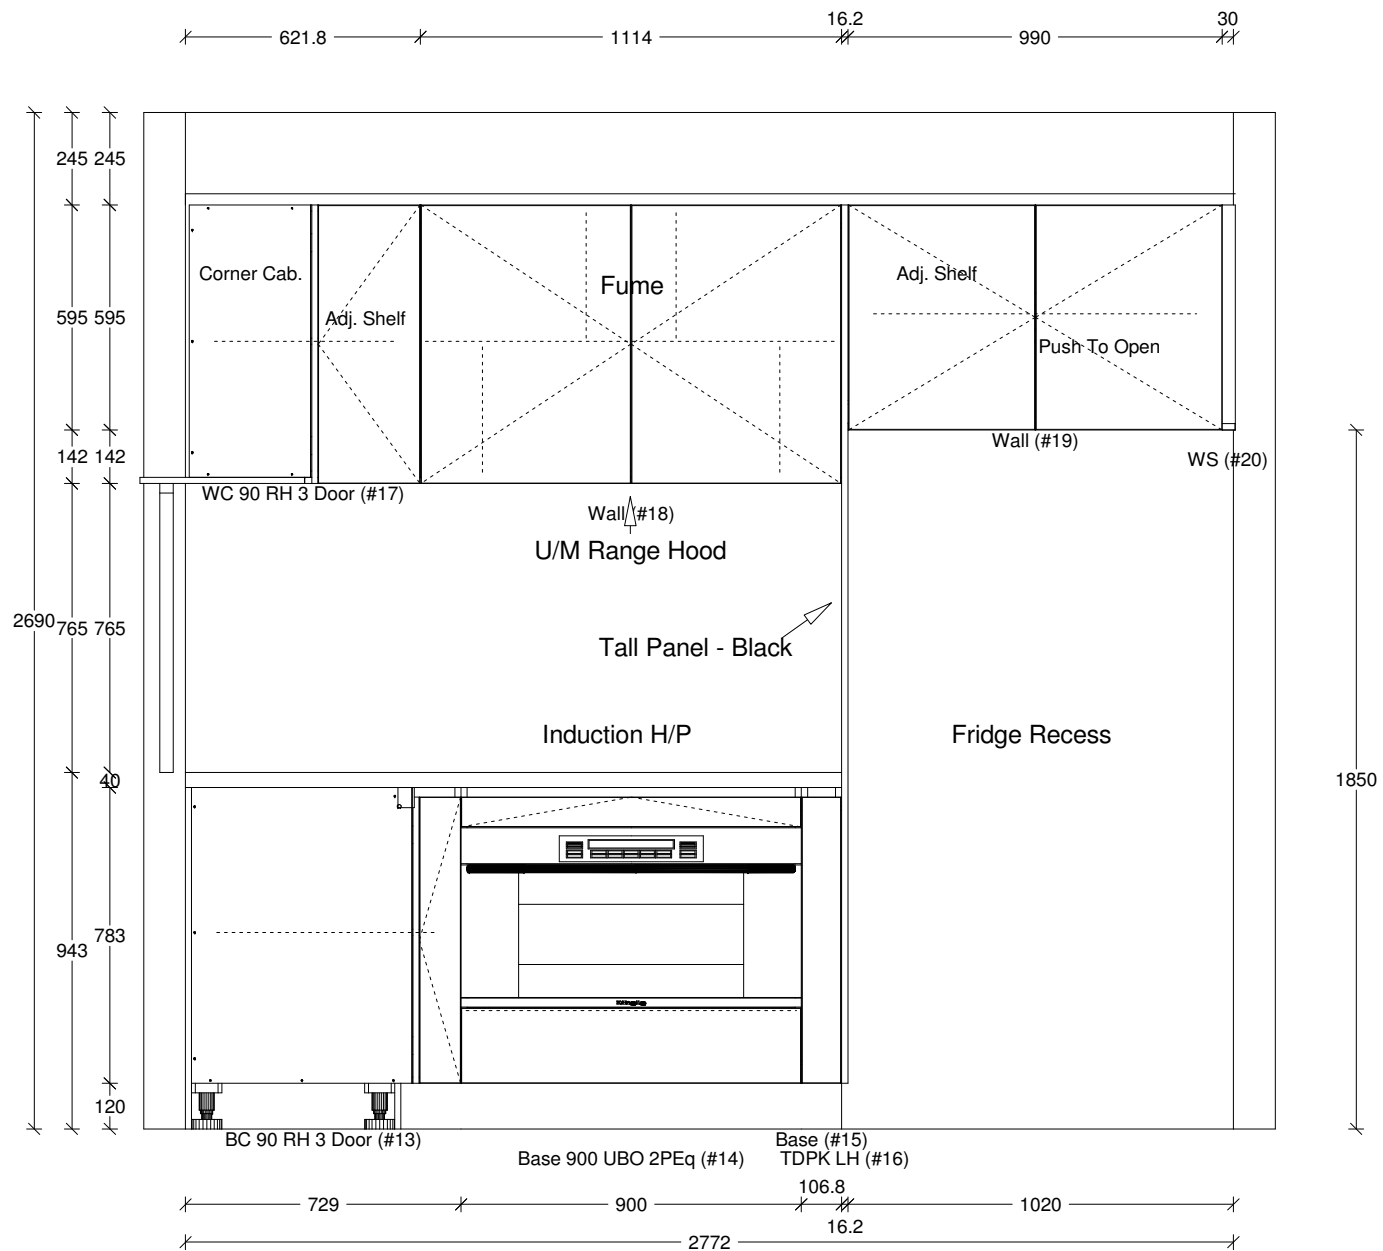 16.2 30
621.8 1114 990
245 245
Corner Cab. Adj. Shelf
Fume
595 595 Adj. Shelf
Push To Open
Wall (#19)
142 142 WS (#20)
WC 90 RH 3 Door (#17)
Wall (#18)
U/M Range Hood
2690 765 765
Tall Panel - Black
Induction H/P Fridge Recess
40 1850
943 783
120
BC 90 RH 3 Door (#13) Base (#15)
Base 900 UBO 2PEq (#14) TDPK LH (#16)
106.8
729 900 1020
16.2
2772